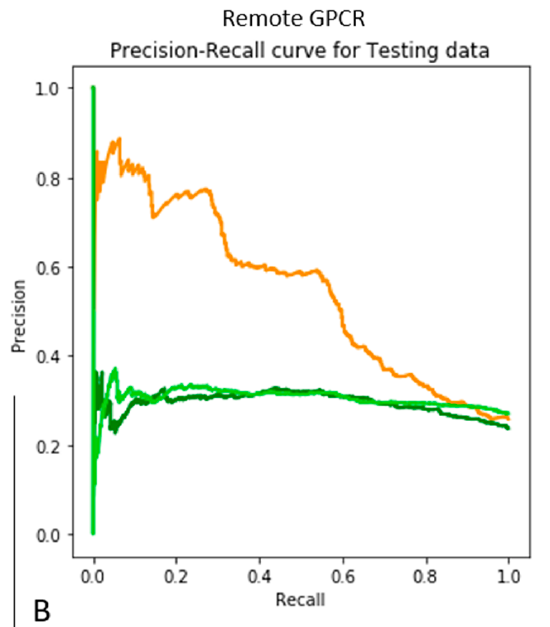 Remote GPCR
Precision-Recall curve for Testing data
1.0
0.8
0.6
0.4
0.2
0.0
Precision
0.0 0.2 0.4 0.6 0.8 1.0
Recall
B